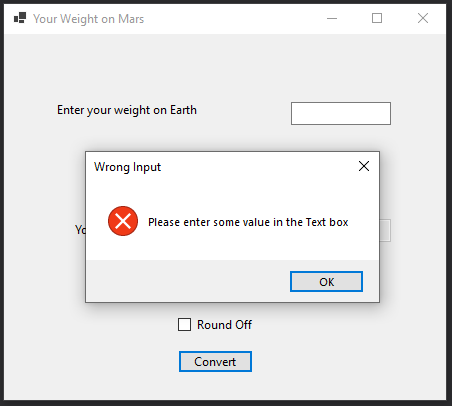 Your Weight on Mars
Enter your weight on Earth
Wrong Input
Please enter some value in the Text box
OK
Round Off
Convert